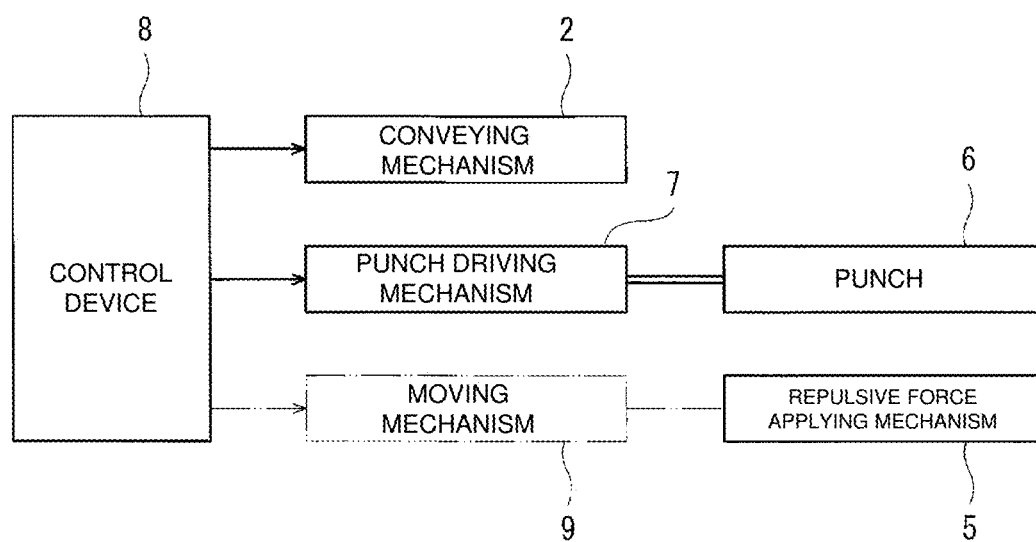 8
2
CONVEYING
MECHANISM
7
6
CONTROL
DEVICE
PUNCH DRIVING
MECHANISM
PUNCH
MOVING
MECHANISM
REPULSIVE FORCE
APPLYING MECHANISM
9
5